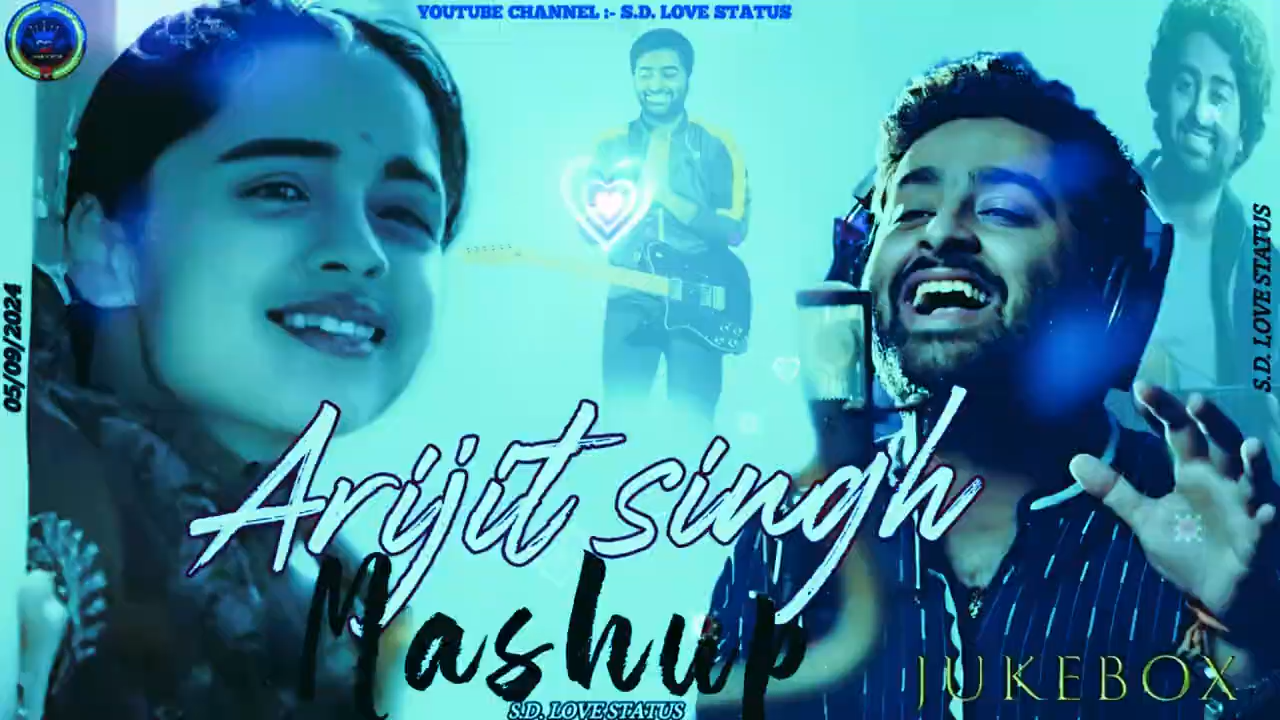 YOUTUBE CHANNEL :- S.D. LOVE STATUS
05/09/2024
S.D. LOVE STATUS
Arijit singh
Mashup
JUKEBOX
S.D. LOVE STATUS